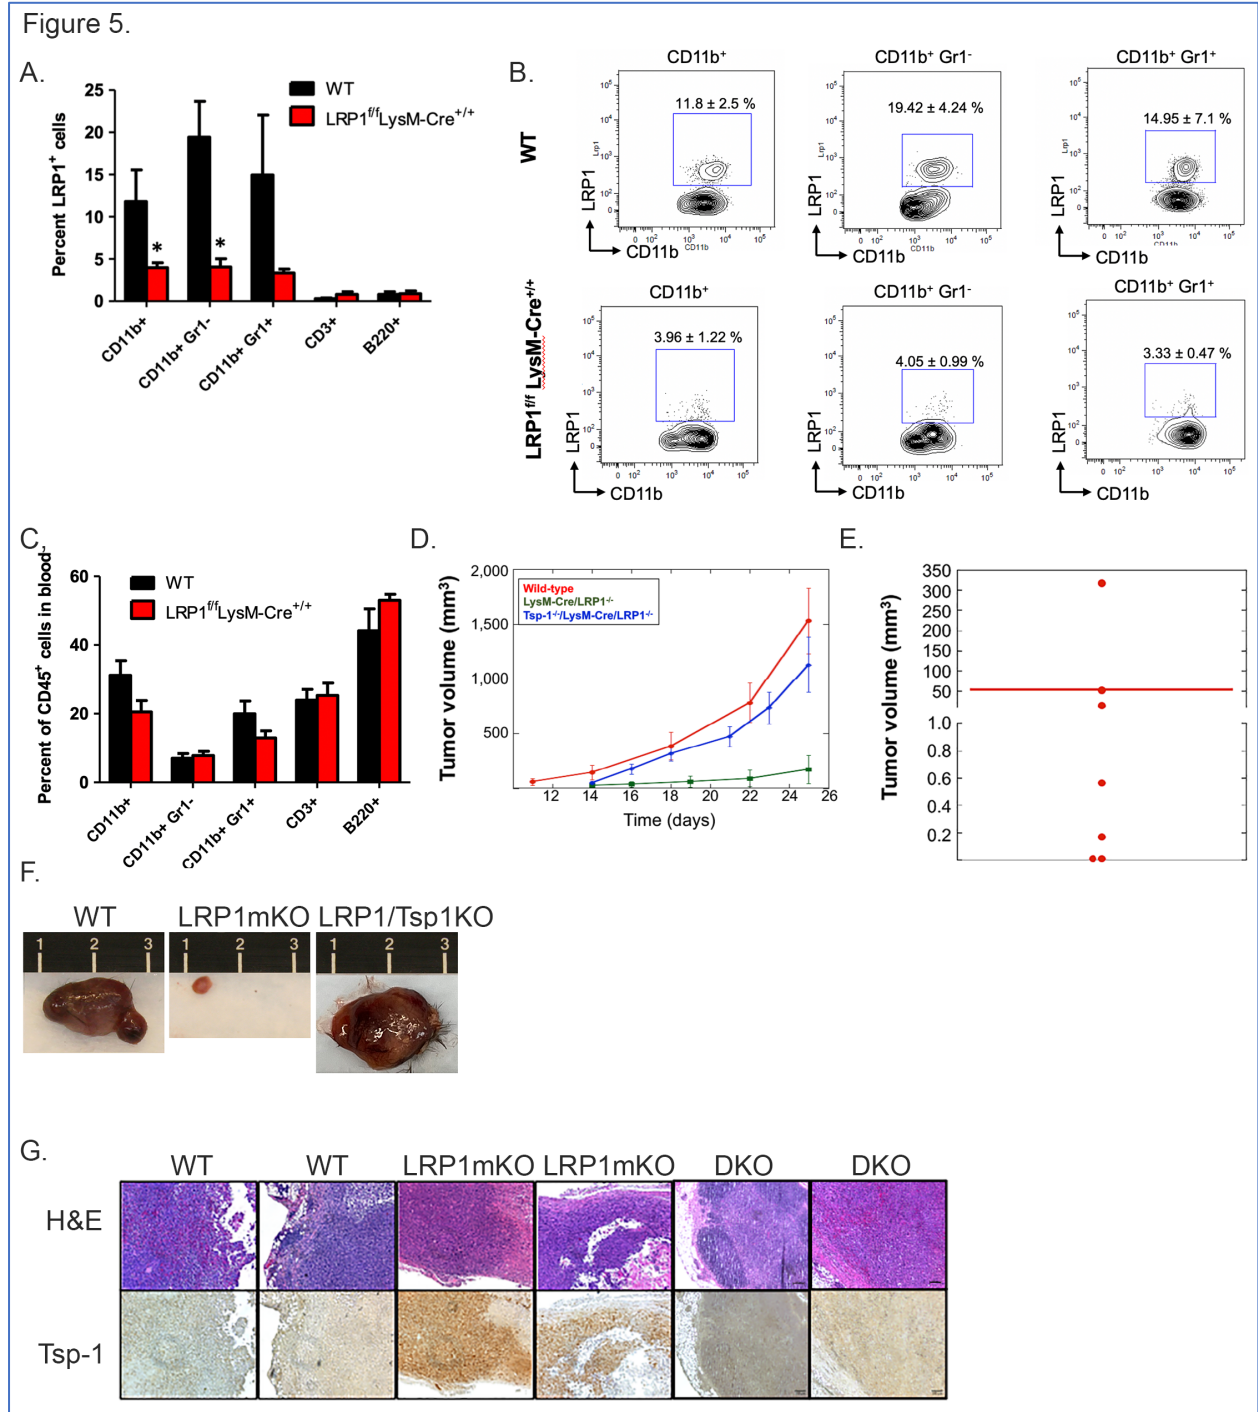 Figure 5.
A.
25
20
15
10
5
0
Percent LRP1+ cells
WT
LRP1f/fLysM-Cre+/+
*
*
CD11b+
CD11b+ Gr1-
CD11b+ Gr1+
CD3+
B220+
B.
WT
CD11b+
CD11b+ Gr1-
CD11b+ Gr1+
11.8 ± 2.5 %
19.42 ± 4.24 %
14.95 ± 7.1 %
LRP1
CD11b
LRP1
CD11b
LRP1
CD11b
LRP1f/f LysM-Cre+/+
CD11b+
CD11b+ Gr1-
CD11b+ Gr1+
3.96 ± 1.22 %
4.05 ± 0.99 %
3.33 ± 0.47 %
LRP1
CD11b
LRP1
CD11b
LRP1
CD11b
C.
Percent of CD45+ cells in blood
60
40
20
0
WT
LRP1f/fLysM-Cre+/+
CD11b+
CD11b+ Gr1-
CD11b+ Gr1+
CD3+
B220+
D.
Tumor volume (mm3)
2,000
1,500
1,000
500
Wild-type
LysM-Cre/LRP1-/-
Tsp-1-/-/LysM-Cre/LRP1-/-
12 14 16 18 20 22 24 26
Time (days)
E.
Tumor volume (mm3)
350
300
250
200
150
100
50
1.0
0.8
0.6
0.4
0.2
F.
WT LRP1mKO LRP1/Tsp1KO
1 2 3
1 2 3
1 2 3
G.
WT WT LRP1mKO LRP1mKO DKO DKO
H&E
Tsp-1